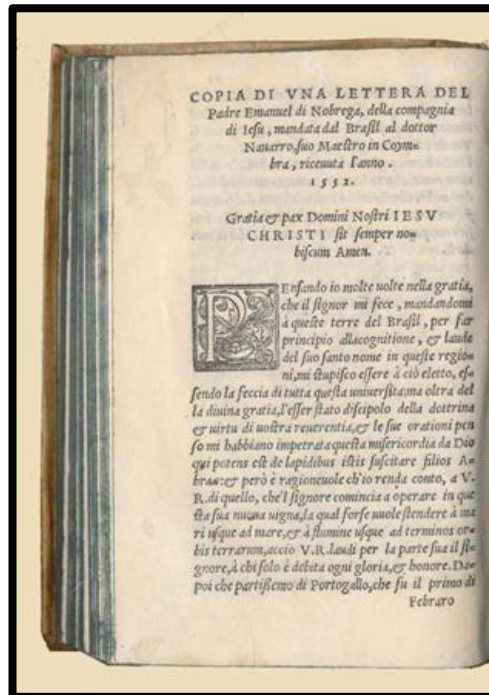 COPIA DI VNA LETTERA DEL
Padre Emanuel di Nobrega, della compagnia
di Iesu, mandata dal Brasil al dottor
Nauarro, suo Maestro in Coym-
bra, riceuuta l'anno.
1552.
Gratia & pax Domini Nostri IESV
CHRISTI sit semper no-
biscum Amen.
PEnsando io molte uolte nella gratia,
che il signor mi fece, mandandomi
à queste terre del Brasil, per far
principio alla cognitione, & laude
del suo santo nome in queste regio-
ni, mi stupisco essere à ciò eletto, es-
sendo la feccia di tutta questa uniuersita: ma oltra del
la diuina gratia, l'esser stato discipolo della dottrina
& uirtu di uostra reuerentia, & le sue orationi pen
so mi habbiano impetrata questa misericordia da Dio
qui potens est de lapidibus istis suscitare filios A-
braæ: & però è ragioneuole ch'io renda conto, a V.
R. di quello, che'l signore comincia a operare in que
sta sua nuoua uigna, la qual forse uuole stendere à ma
ri usque ad mare, & à flumine usque ad terminos or-
bis terrarum, accio V.R. laudi per la parte sua il si-
gnore, à chi solo è debita ogni gloria, & honore. Da-
poi che partissemo di Portogallo, che fu il primo di
Febraro